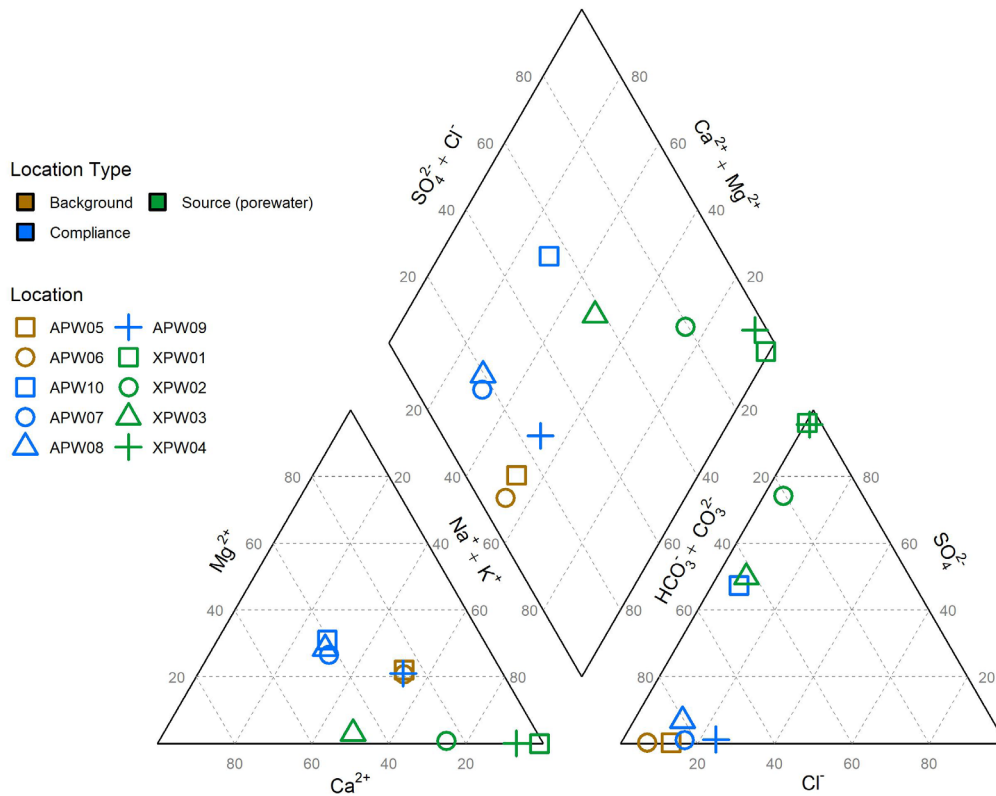 80 80
SO₄²⁻ + Cl⁻ Ca²⁺ + Mg²⁺
60 60
Location Type
Background Source (porewater)
Compliance
40 40
20 20
Location
APW05 APW09
APW06 XPW01
APW10 XPW02
APW07 XPW03
APW08 XPW04
20 20
80 20 40 40 80 20
Mg²⁺ Na⁺ + K⁺ HCO₃⁻ + CO₃²⁻ SO₄²⁻
60 40 60 60 40 60
40 60 80 80 60 40
20 80 80 20
80 60 40 20 20 40 60 80
Ca²⁺ Cl⁻